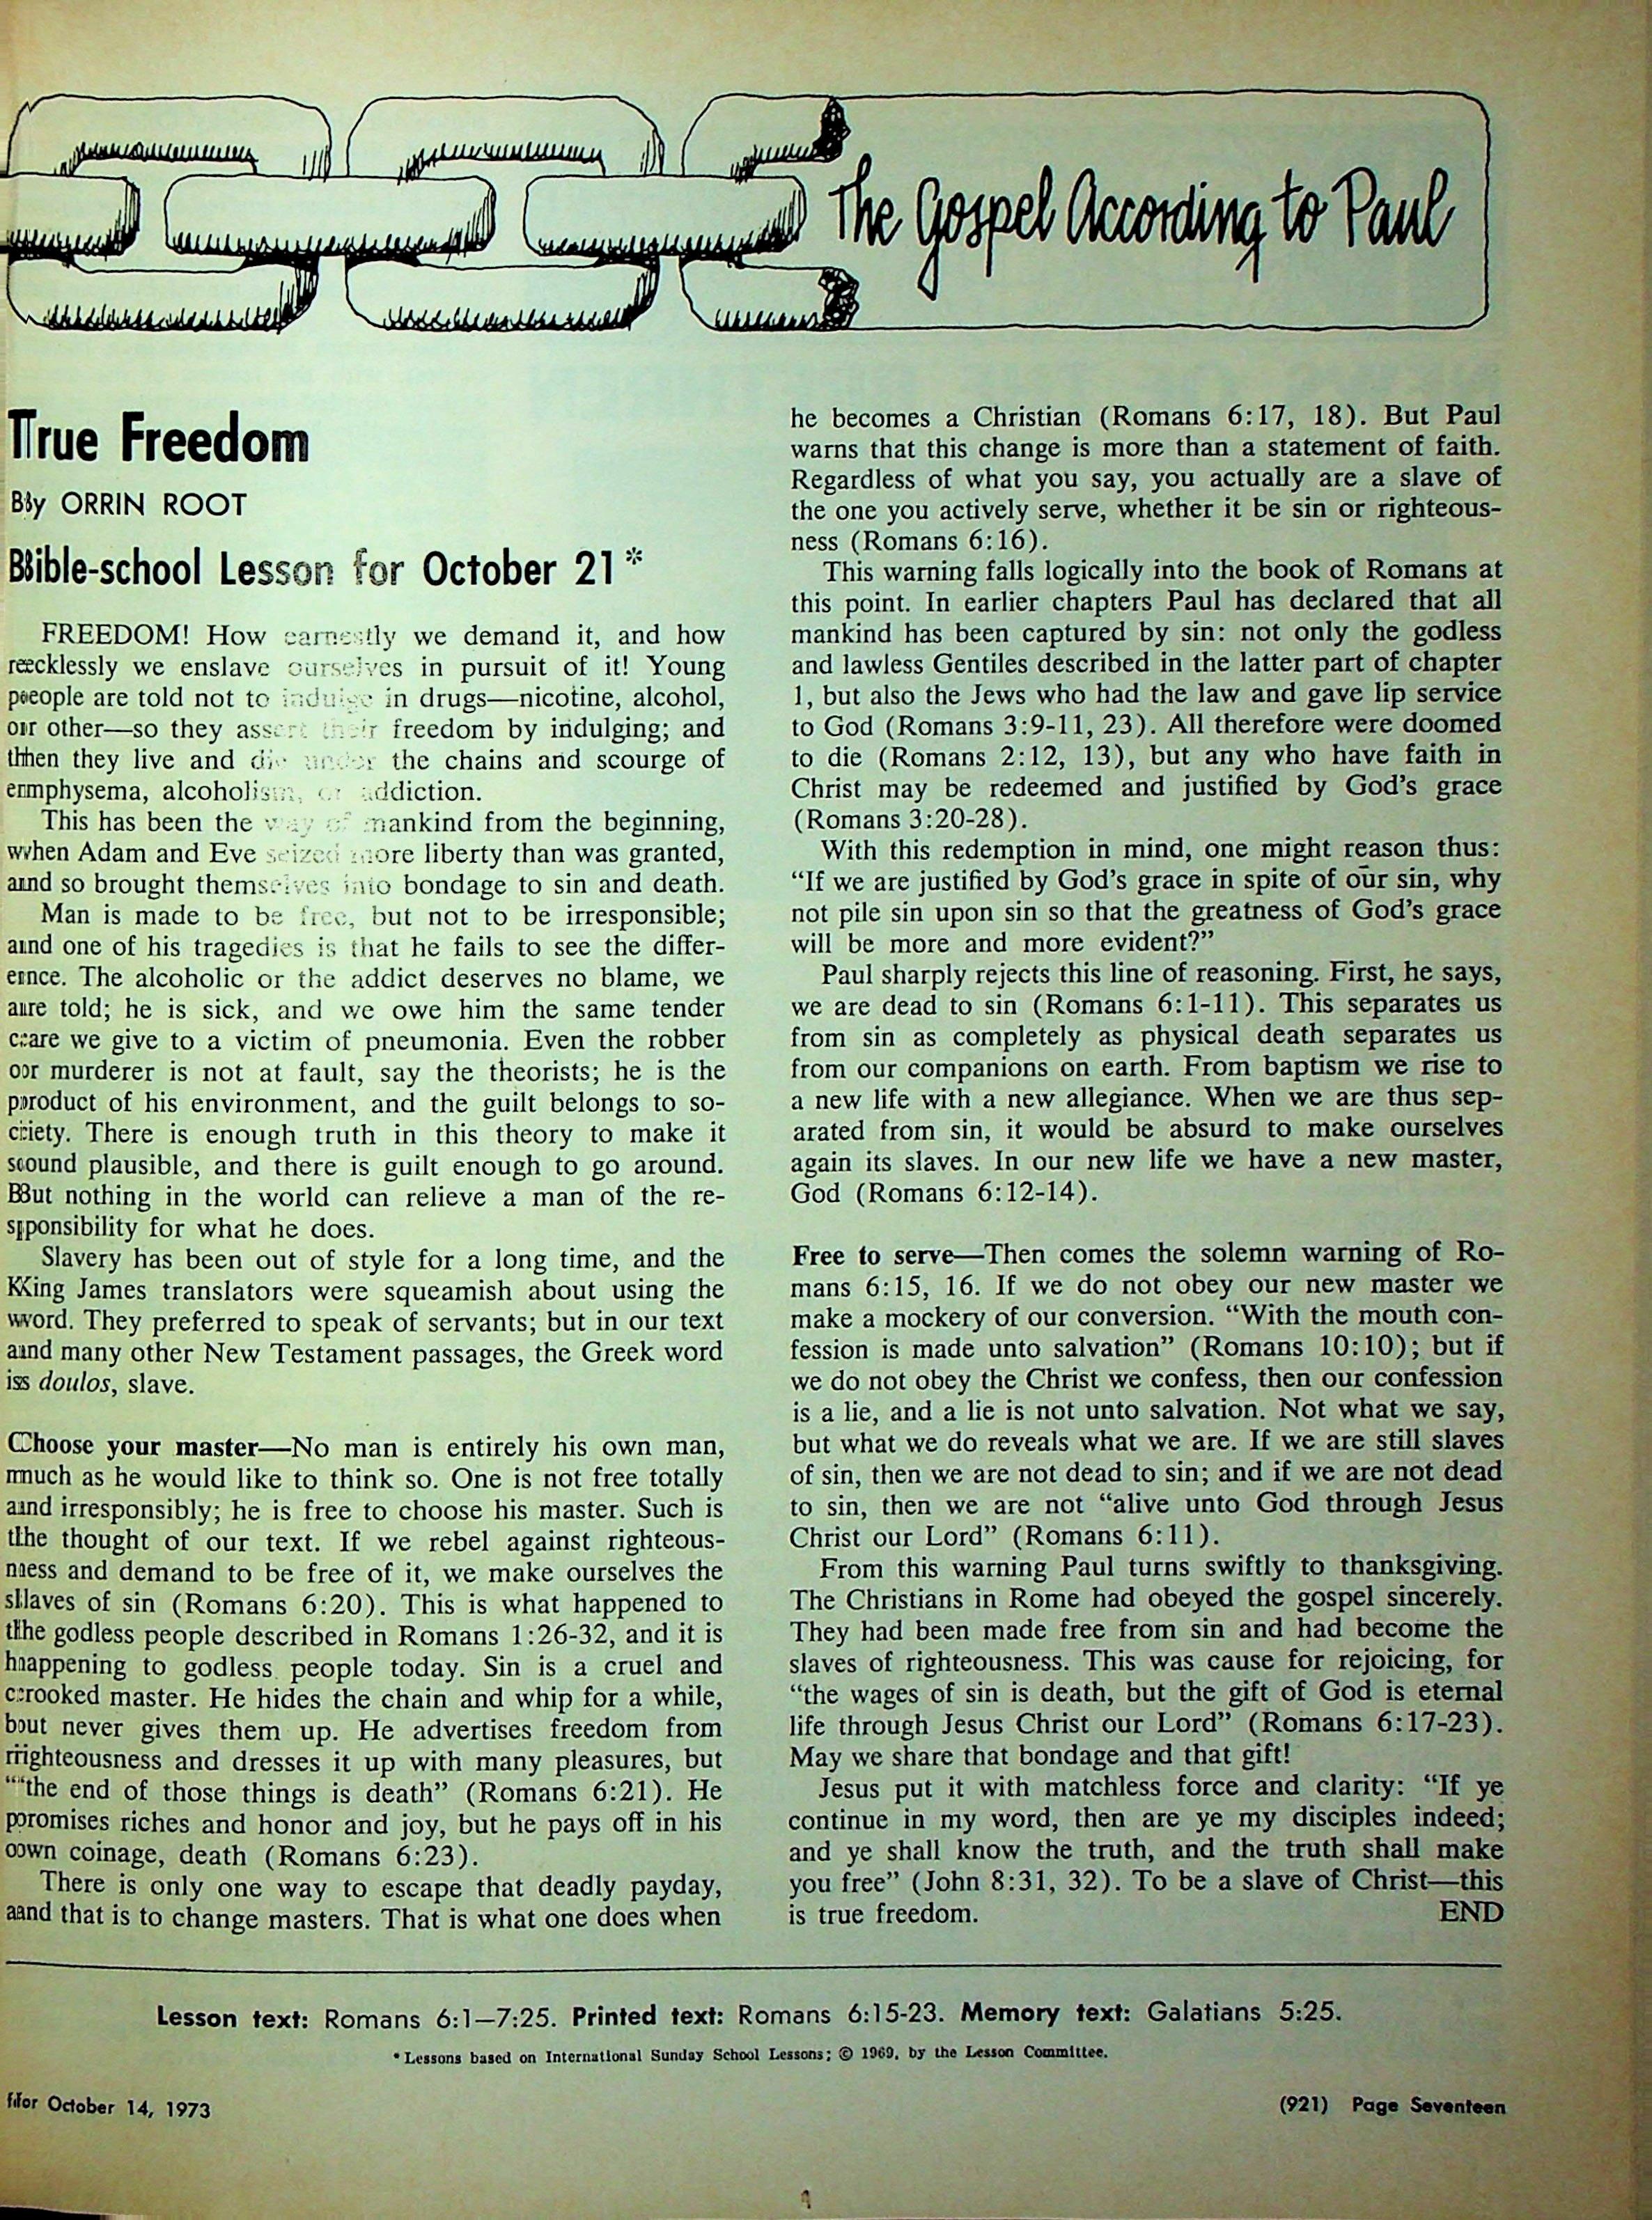 The Gospel According to Paul
True Freedom
By ORRIN ROOT
Bible-school Lesson for October 21*
FREEDOM! How earnestly we demand it, and how
recklessly we enslave ourselves in pursuit of it! Young
people are told not to indulge in drugs—nicotine, alcohol,
or other—so they assert their freedom by indulging; and
then they live and die under the chains and scourge of
emphysema, alcoholism, or addiction.
This has been the way of mankind from the beginning,
when Adam and Eve seized more liberty than was granted,
and so brought themselves into bondage to sin and death.
Man is made to be free, but not to be irresponsible;
and one of his tragedies is that he fails to see the differ-
ence. The alcoholic or the addict deserves no blame, we
are told; he is sick, and we owe him the same tender
care we give to a victim of pneumonia. Even the robber
or murderer is not at fault, say the theorists; he is the
product of his environment, and the guilt belongs to so-
ciety. There is enough truth in this theory to make it
sound plausible, and there is guilt enough to go around.
But nothing in the world can relieve a man of the re-
sponsibility for what he does.
Slavery has been out of style for a long time, and the
King James translators were squeamish about using the
word. They preferred to speak of servants; but in our text
and many other New Testament passages, the Greek word
is doulos, slave.
Choose your master—No man is entirely his own man,
much as he would like to think so. One is not free totally
and irresponsibly; he is free to choose his master. Such is
the thought of our text. If we rebel against righteous-
ness and demand to be free of it, we make ourselves the
slaves of sin (Romans 6:20). This is what happened to
the godless people described in Romans 1:26-32, and it is
happening to godless people today. Sin is a cruel and
crooked master. He hides the chain and whip for a while,
but never gives them up. He advertises freedom from
righteousness and dresses it up with many pleasures, but
"the end of those things is death" (Romans 6:21). He
promises riches and honor and joy, but he pays off in his
own coinage, death (Romans 6:23).
There is only one way to escape that deadly payday,
and that is to change masters. That is what one does when
he becomes a Christian (Romans 6:17, 18). But Paul
warns that this change is more than a statement of faith.
Regardless of what you say, you actually are a slave of
the one you actively serve, whether it be sin or righteous-
ness (Romans 6:16).
This warning falls logically into the book of Romans at
this point. In earlier chapters Paul has declared that all
mankind has been captured by sin: not only the godless
and lawless Gentiles described in the latter part of chapter
1, but also the Jews who had the law and gave lip service
to God (Romans 3:9-11, 23). All therefore were doomed
to die (Romans 2:12, 13), but any who have faith in
Christ may be redeemed and justified by God's grace
(Romans 3:20-28).
With this redemption in mind, one might reason thus:
"If we are justified by God's grace in spite of our sin, why
not pile sin upon sin so that the greatness of God's grace
will be more and more evident?"
Paul sharply rejects this line of reasoning. First, he says,
we are dead to sin (Romans 6:1-11). This separates us
from sin as completely as physical death separates us
from our companions on earth. From baptism we rise to
a new life with a new allegiance. When we are thus sep-
arated from sin, it would be absurd to make ourselves
again its slaves. In our new life we have a new master,
God (Romans 6:12-14).
Free to serve—Then comes the solemn warning of Ro-
mans 6:15, 16. If we do not obey our new master we
make a mockery of our conversion. "With the mouth con-
fession is made unto salvation" (Romans 10:10); but if
we do not obey the Christ we confess, then our confession
is a lie, and a lie is not unto salvation. Not what we say,
but what we do reveals what we are. If we are still slaves
of sin, then we are not dead to sin; and if we are not dead
to sin, then we are not "alive unto God through Jesus
Christ our Lord" (Romans 6:11).
From this warning Paul turns swiftly to thanksgiving.
The Christians in Rome had obeyed the gospel sincerely.
They had been made free from sin and had become the
slaves of righteousness. This was cause for rejoicing, for
"the wages of sin is death, but the gift of God is eternal
life through Jesus Christ our Lord" (Romans 6:17-23).
May we share that bondage and that gift!
Jesus put it with matchless force and clarity: "If ye
continue in my word, then are ye my disciples indeed;
and ye shall know the truth, and the truth shall make
you free" (John 8:31, 32). To be a slave of Christ—this
is true freedom. END
Lesson text: Romans 6:1—7:25. Printed text: Romans 6:15-23. Memory text: Galatians 5:25.
* Lessons based on International Sunday School Lessons; © 1969, by the Lesson Committee.
for October 14, 1973
(921) Page Seventeen